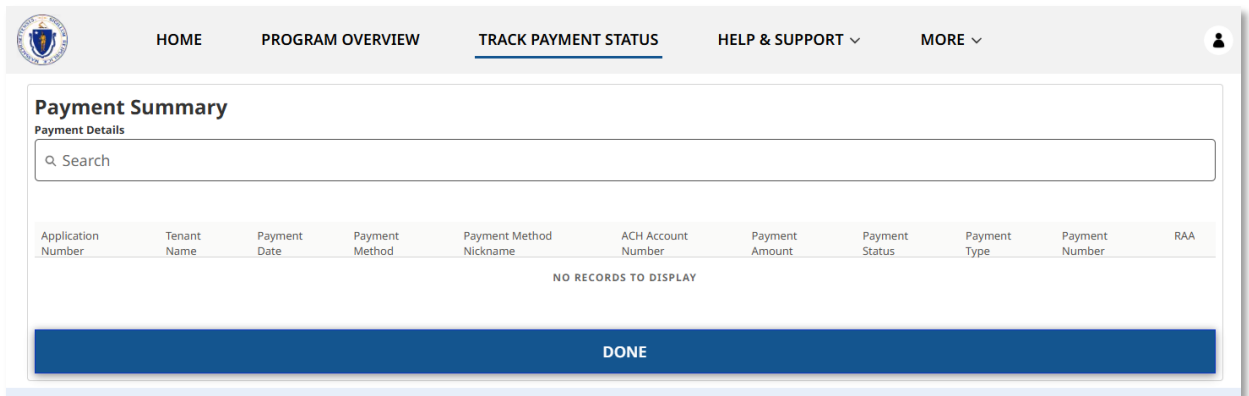 HOME PROGRAM OVERVIEW TRACK PAYMENT STATUS HELP & SUPPORT MORE
Payment Summary
Payment Details
Search
Application Number Tenant Name Payment Date Payment Method Payment Method Nickname ACH Account Number Payment Amount Payment Status Payment Type Payment Number RAA
NO RECORDS TO DISPLAY
DONE